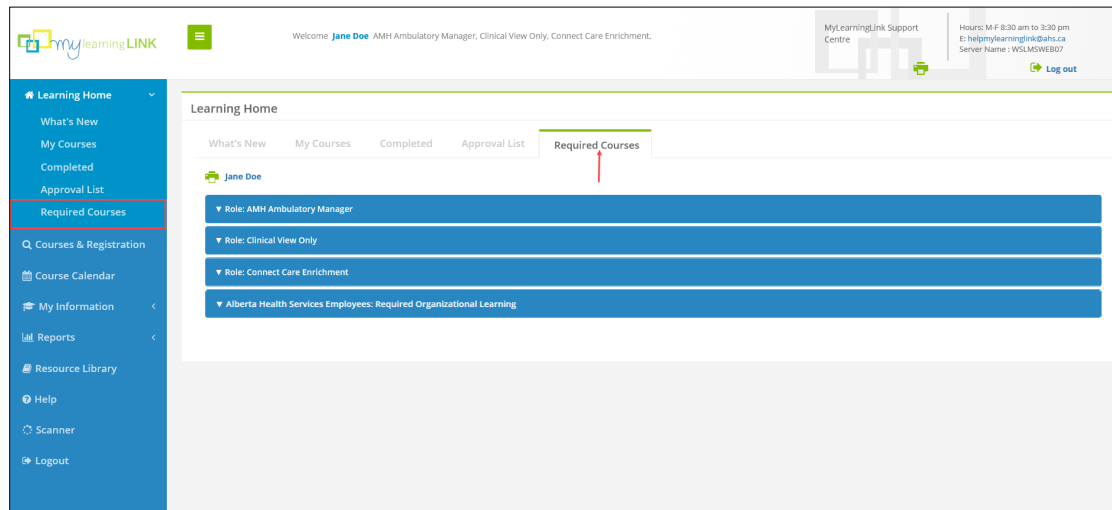 my learning LINK
Welcome Jane Doe AMH Ambulatory Manager, Clinical View Only, Connect Care Enrichment,
MyLearningLink Support
Centre
Hours: M-F 8:30 am to 3:30 pm
E: helpmylearninglink@ahs.ca
Server Name : WSLMSWEB07
Log out
Learning Home
What's New
My Courses
Completed
Approval List
Required Courses
Courses & Registration
Course Calendar
My Information
Reports
Resource Library
Help
Scanner
Logout
Learning Home
What's New My Courses Completed Approval List Required Courses
Jane Doe
▼ Role: AMH Ambulatory Manager
▼ Role: Clinical View Only
▼ Role: Connect Care Enrichment
▼ Alberta Health Services Employees: Required Organizational Learning